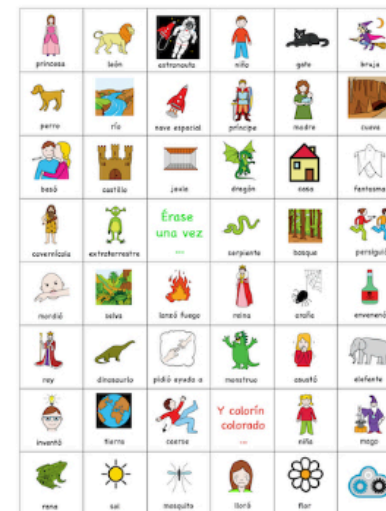 princesa león astronauta niño gato bruja
perro río nave espacial príncipe madre cueva
besó castillo jaula dragón casa fantasma
Érase
una vez
...
cavernícola extraterrestre serpiente bosque persiguió
mordió selva lanzó fuego reina araña envenenó
rey dinosaurio pidió ayuda a monstruo asustó elefante
Y calorín
colorado
...
inventó tierra caerse niña mago
rana sol mosquito lloró flor